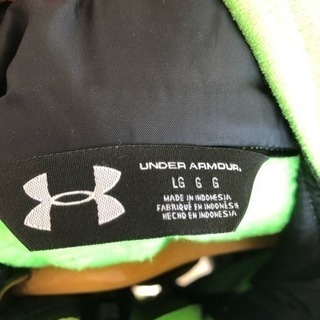 UNDER ARMOUR
LG G G
MADE IN INDONESIA
FABRIQUÉ EN INDONÉSIE
HECHO EN INDONESIA